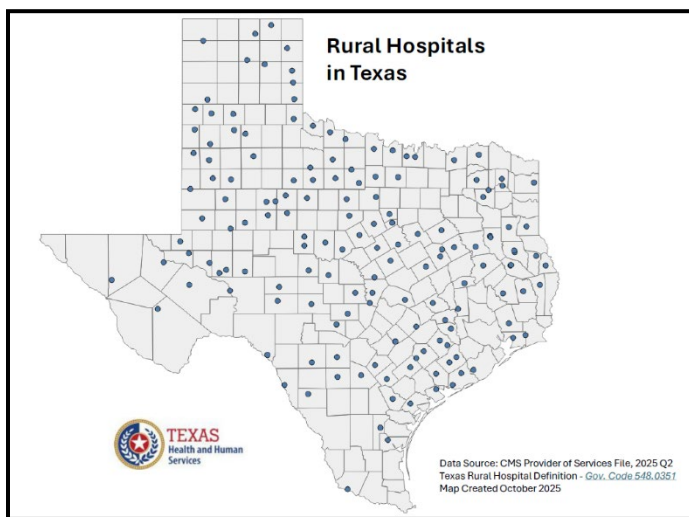 Rural Hospitals
in Texas
TEXAS
Health and Human
Services
Data Source: CMS Provider of Services File, 2025 Q2
Texas Rural Hospital Definition - Gov. Code 548.0351
Map Created October 2025